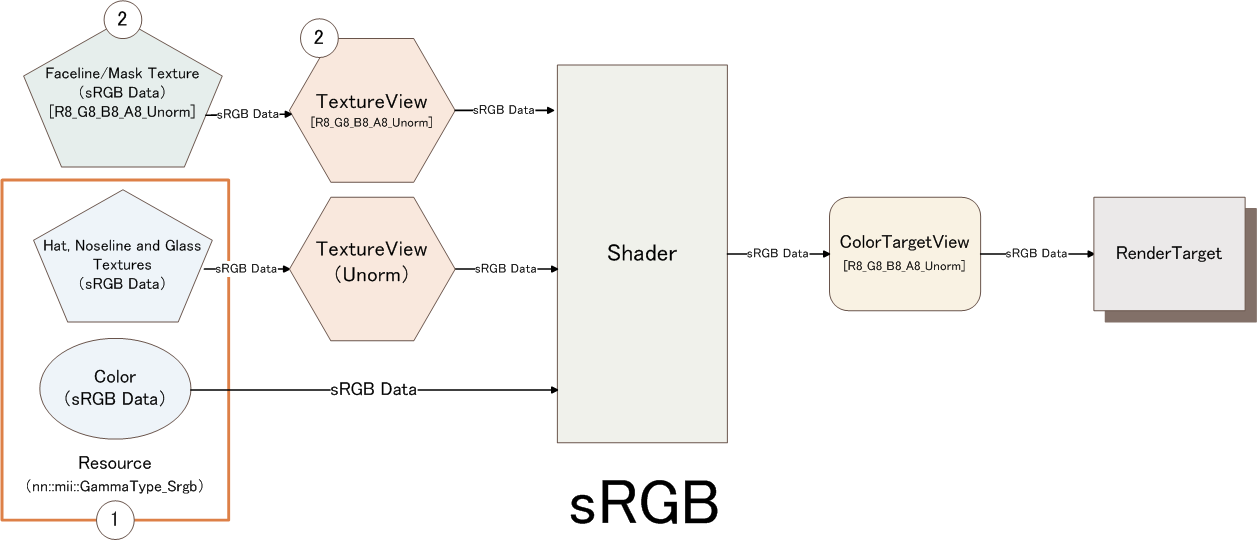 2
Faceline/Mask Texture
(sRGB Data)
[R8_G8_B8_A8_Unorm]
sRGB Data
2
TextureView
[R8_G8_B8_A8_Unorm]
sRGB Data
Hat, Noseline and Glass
Textures
(sRGB Data)
sRGB Data
TextureView
(Unorm)
sRGB Data
Color
(sRGB Data)
sRGB Data
Resource
(nn::mii::GammaType_Srgb)
1
Shader
sRGB Data
ColorTargetView
[R8_G8_B8_A8_Unorm]
sRGB Data
RenderTarget
sRGB